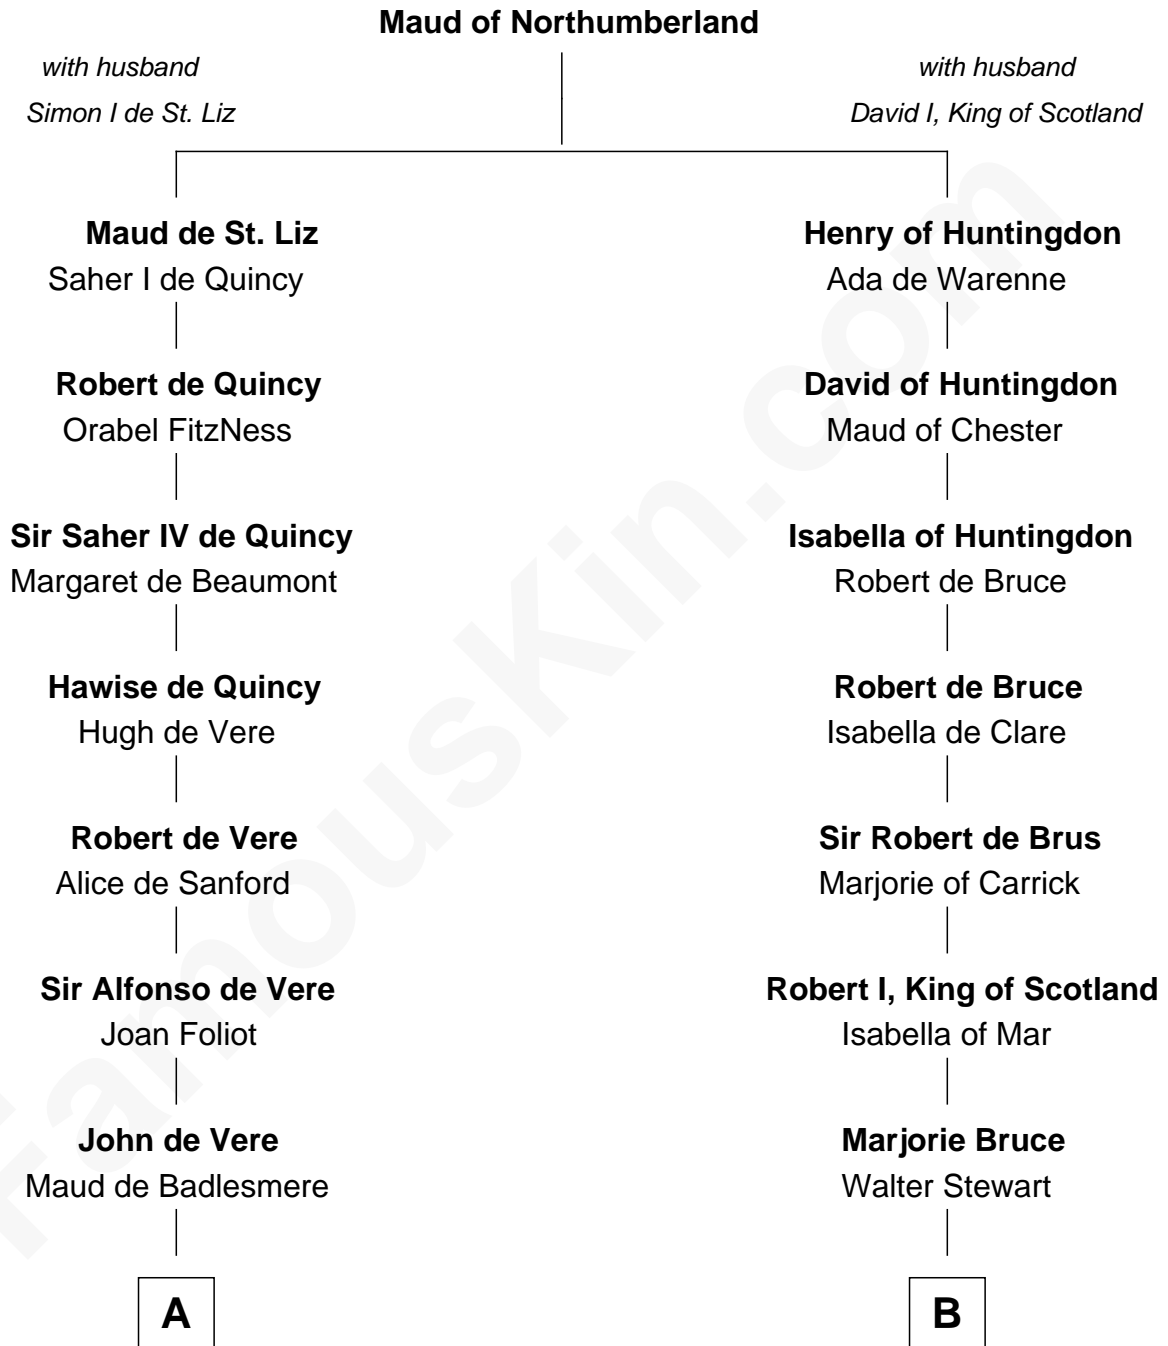 Maud of Northumberland
with husband
Simon I de St. Liz
with husband
David I, King of Scotland
Maud de St. Liz
Saher I de Quincy
Henry of Huntingdon
Ada de Warenne
Robert de Quincy
Orabel FitzNess
David of Huntingdon
Maud of Chester
Sir Saher IV de Quincy
Margaret de Beaumont
Isabella of Huntingdon
Robert de Bruce
Hawise de Quincy
Hugh de Vere
Robert de Bruce
Isabella de Clare
Robert de Vere
Alice de Sanford
Sir Robert de Brus
Marjorie of Carrick
Sir Alfonso de Vere
Joan Foliot
Robert I, King of Scotland
Isabella of Mar
John de Vere
Maud de Badlesmere
Marjorie Bruce
Walter Stewart
A
B
FamousKin.com